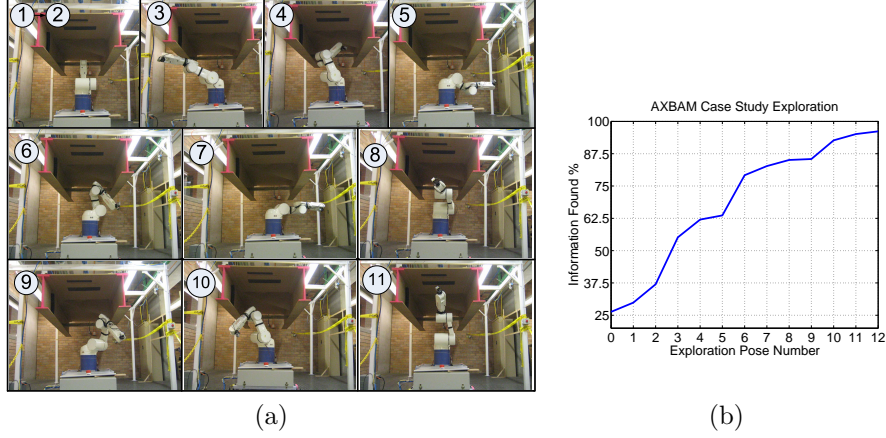 1 2
3
4
5
6
7
8
9
10
11
(a)
AXBAM Case Study Exploration
Information Found %
100
87.5
75
62.5
50
37.5
25
0 1 2 3 4 5 6 7 8 9 10 11 12
Exploration Pose Number
(b)